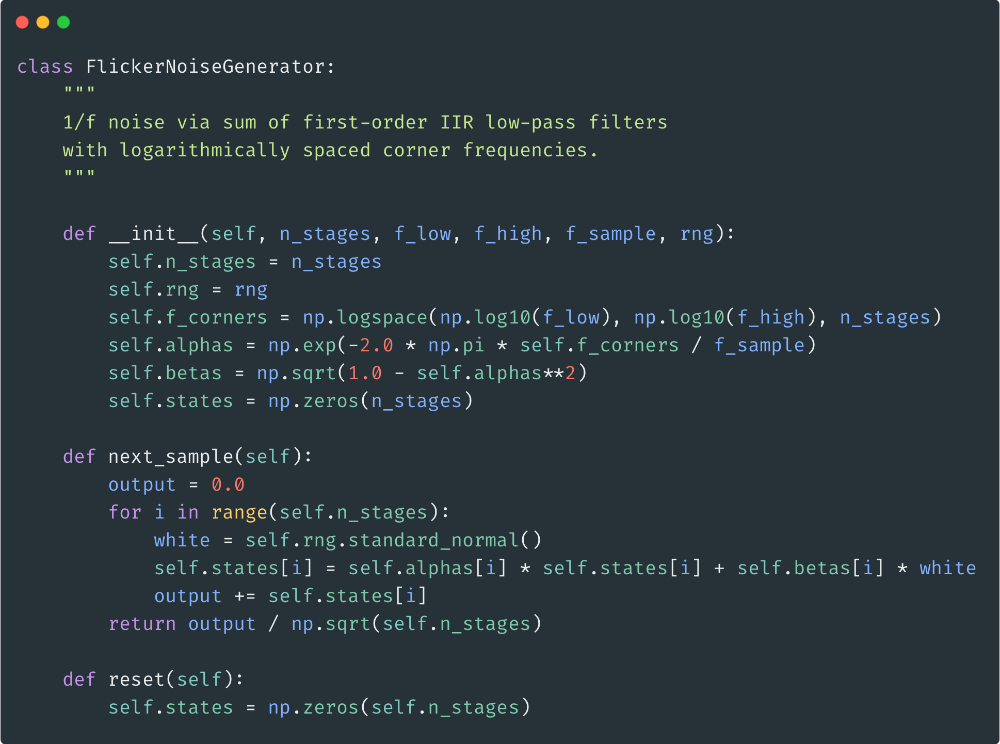 class FlickerNoiseGenerator:
    """
    1/f noise via sum of first-order IIR low-pass filters
    with logarithmically spaced corner frequencies.
    """

    def __init__(self, n_stages, f_low, f_high, f_sample, rng):
        self.n_stages = n_stages
        self.rng = rng
        self.f_corners = np.logspace(np.log10(f_low), np.log10(f_high), n_stages)
        self.alphas = np.exp(-2.0 * np.pi * self.f_corners / f_sample)
        self.betas = np.sqrt(1.0 - self.alphas**2)
        self.states = np.zeros(n_stages)

    def next_sample(self):
        output = 0.0
        for i in range(self.n_stages):
            white = self.rng.standard_normal()
            self.states[i] = self.alphas[i] * self.states[i] + self.betas[i] * white
            output += self.states[i]
        return output / np.sqrt(self.n_stages)

    def reset(self):
        self.states = np.zeros(self.n_stages)